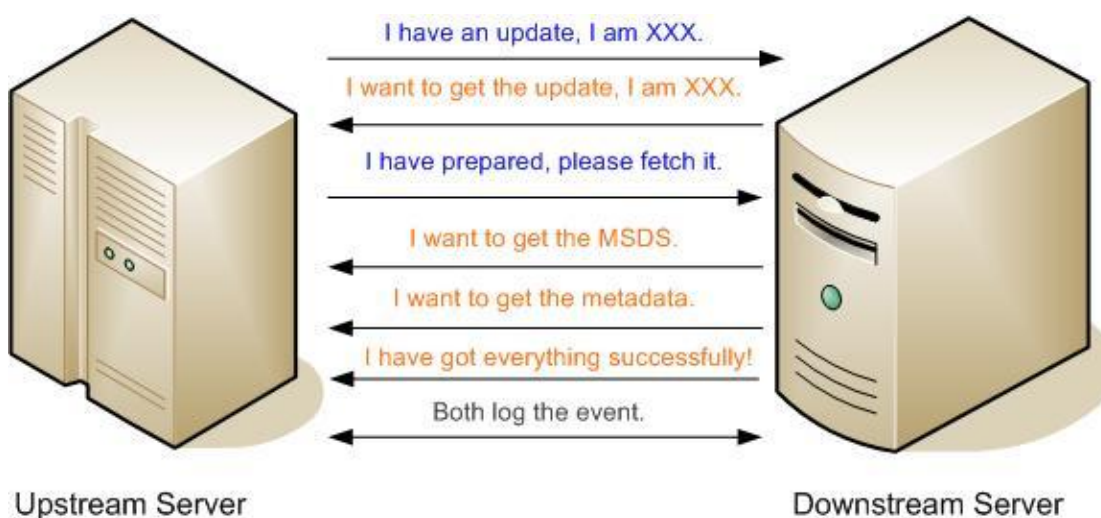 I have an update, I am XXX.
I want to get the update, I am XXX.
I have prepared, please fetch it.
I want to get the MSDS.
I want to get the metadata.
I have got everything successfully!
Both log the event.
Upstream Server
Downstream Server